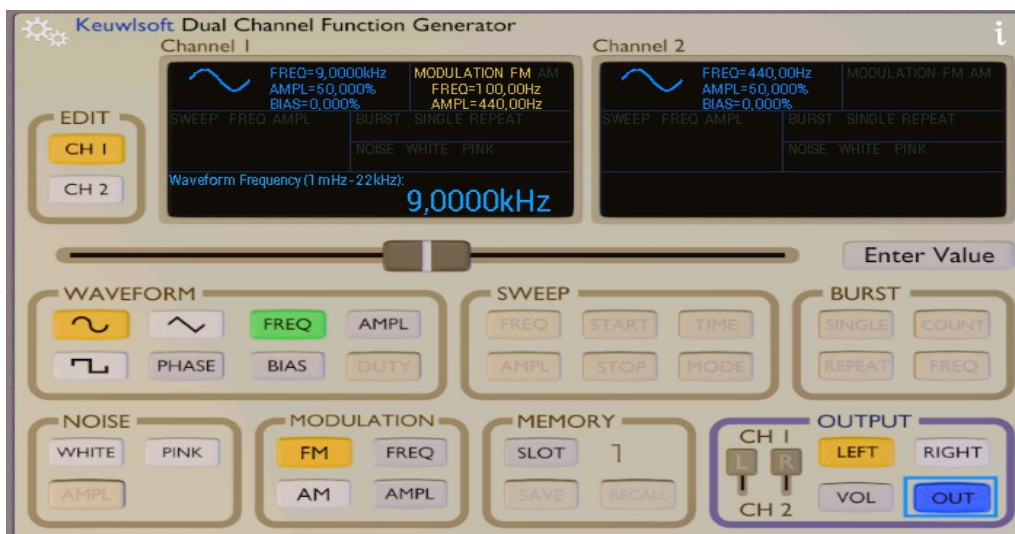 Keuwlsoft Dual Channel Function Generator
i
Channel 1
Channel 2
FREQ=9,0000kHz
AMPL=50,000%
BIAS=0,000%
MODULATION FM AM
FREQ=100,00Hz
AMPL=440,00Hz
SWEEP FREQ AMPL
BURST SINGLE REPEAT
NOISE WHITE PINK
Waveform Frequency (1 mHz-22kHz):
9,0000kHz
FREQ=440,00Hz
AMPL=50,000%
BIAS=0,000%
MODULATION FM AM
SWEEP FREQ AMPL
BURST SINGLE REPEAT
NOISE WHITE PINK
EDIT
CH 1
CH 2
Enter Value
WAVEFORM
FREQ AMPL
PHASE BIAS DUTY
SWEEP
FREQ START TIME
AMPL STOP MODE
BURST
SINGLE COUNT
REPEAT FREQ
NOISE
WHITE PINK
AMPL
MODULATION
FM FREQ
AM AMPL
MEMORY
SLOT 1
SAVE RECALL
OUTPUT
CH 1
L R
CH 2
LEFT RIGHT
VOL OUT